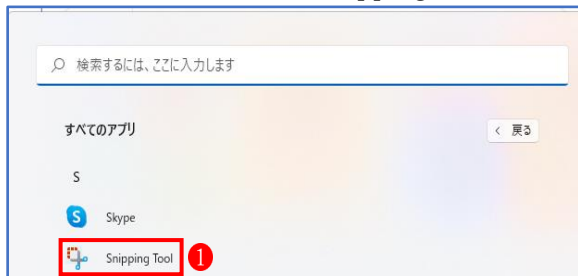 検索するには、ここに入力します
すべてのアプリ
< 戻る
S
S Skype
Snipping Tool 1